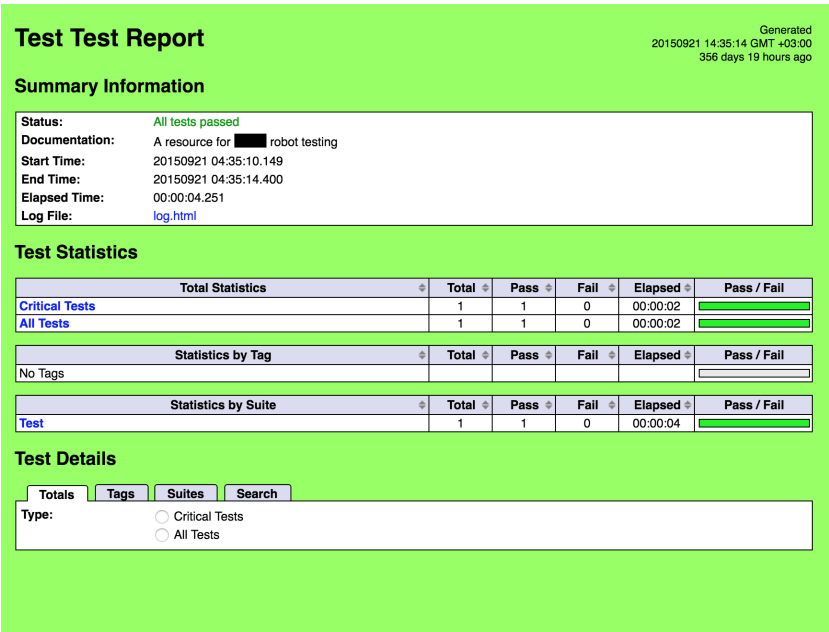 Test Test Report
Generated
20150921 14:35:14 GMT +03:00
356 days 19 hours ago
Summary Information
Status: All tests passed
Documentation: A resource for robot testing
Start Time: 20150921 04:35:10.149
End Time: 20150921 04:35:14.400
Elapsed Time: 00:00:04.251
Log File: log.html
Test Statistics
Total Statistics Total Pass Fail Elapsed Pass / Fail
Critical Tests 1 1 0 00:00:02
All Tests 1 1 0 00:00:02
Statistics by Tag Total Pass Fail Elapsed Pass / Fail
No Tags
Statistics by Suite Total Pass Fail Elapsed Pass / Fail
Test 1 1 0 00:00:04
Test Details
Totals Tags Suites Search
Type: Critical Tests
All Tests